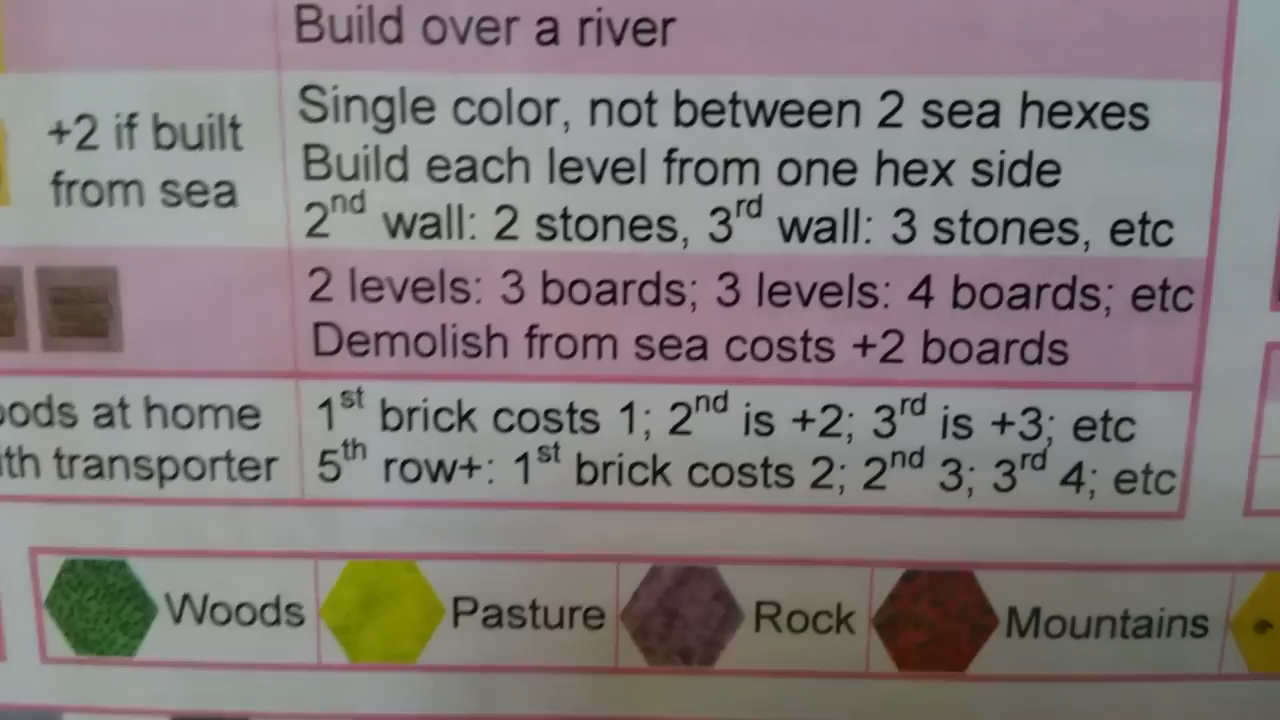 Build over a river
+2 if built
from sea
Single color, not between 2 sea hexes
Build each level from one hex side
2nd wall: 2 stones, 3rd wall: 3 stones, etc
2 levels: 3 boards; 3 levels: 4 boards; etc
Demolish from sea costs +2 boards
at home
transporter
1st brick costs 1; 2nd is +2; 3rd is +3; etc
5th row+: 1st brick costs 2; 2nd 3; 3rd 4; etc
Woods Pasture Rock Mountains